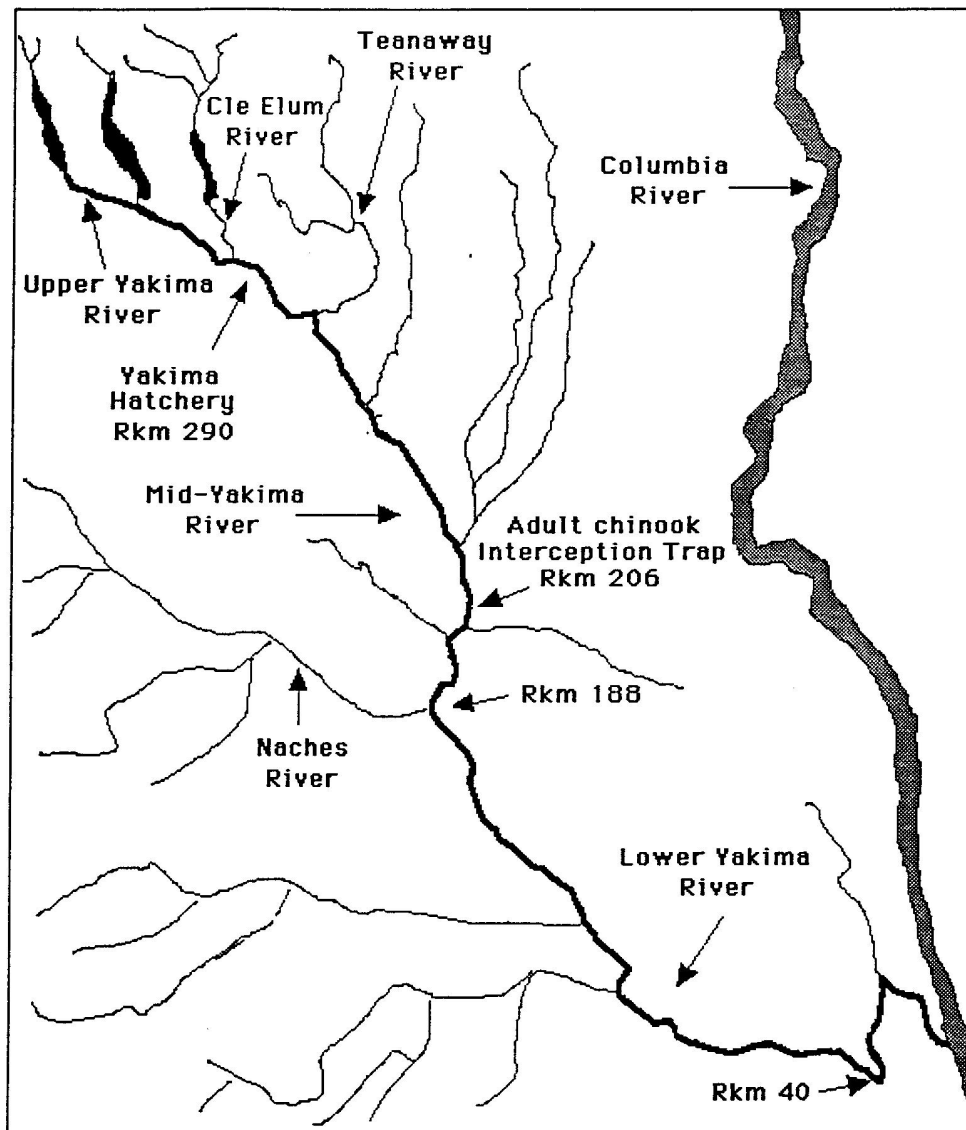 Teanaway
River
Cle Elum
River
Columbia
River
Upper Yakima
River
Yakima
Hatchery
Rkm 290
Mid-Yakima
River
Adult chinook
Interception Trap
Rkm 206
Rkm 188
Naches
River
Lower Yakima
River
Rkm 40